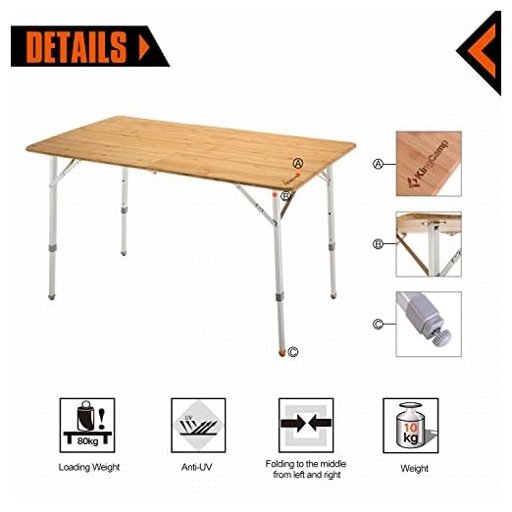 DETAILS
A
KingCamp
A
KingCamp
B
B
C
C
80kg
UV
10
kg
Loading Weight
Anti-UV
Folding to the middle
from left and right
Weight